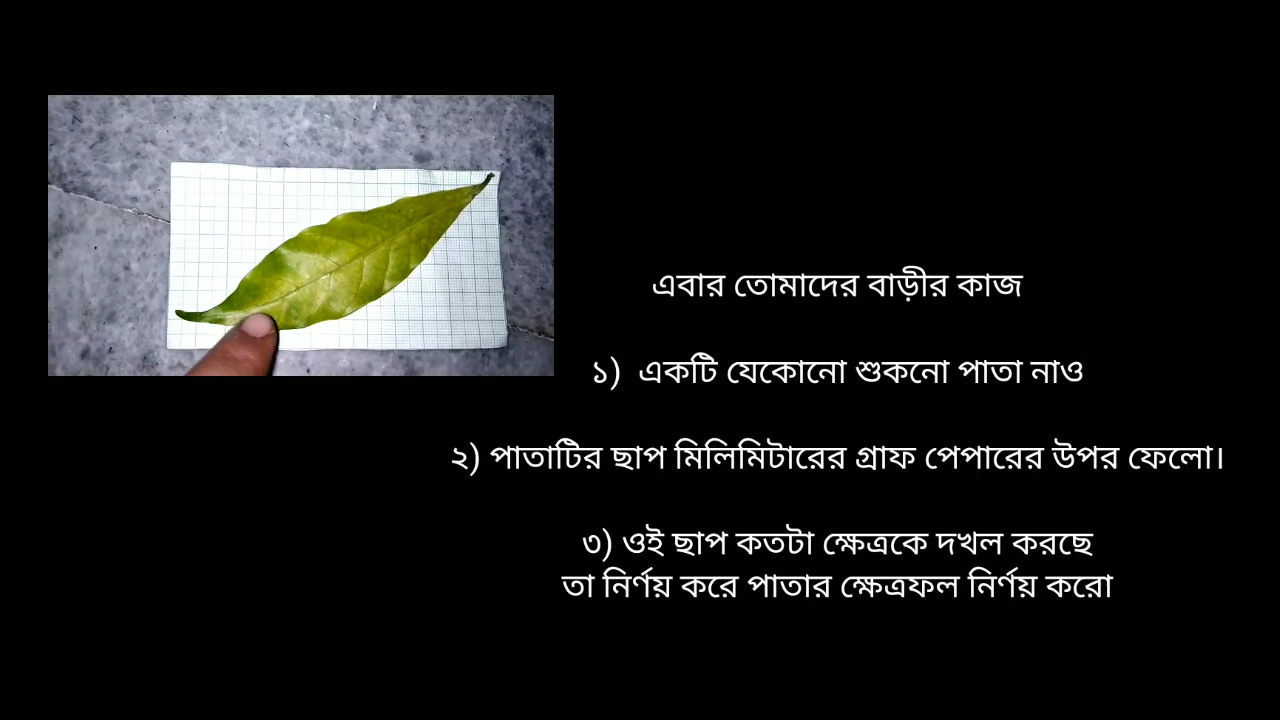 এবার তোমাদের বাড়ীর কাজ
১) একটি যেকোনো শুকনো পাতা নাও
২) পাতাটির ছাপ মিলিমিটারের গ্রাফ পেপারের উপর ফেলো।
৩) ওই ছাপ কতটা ক্ষেত্রকে দখল করছে
তা নির্ণয় করে পাতার ক্ষেত্রফল নির্ণয় করো